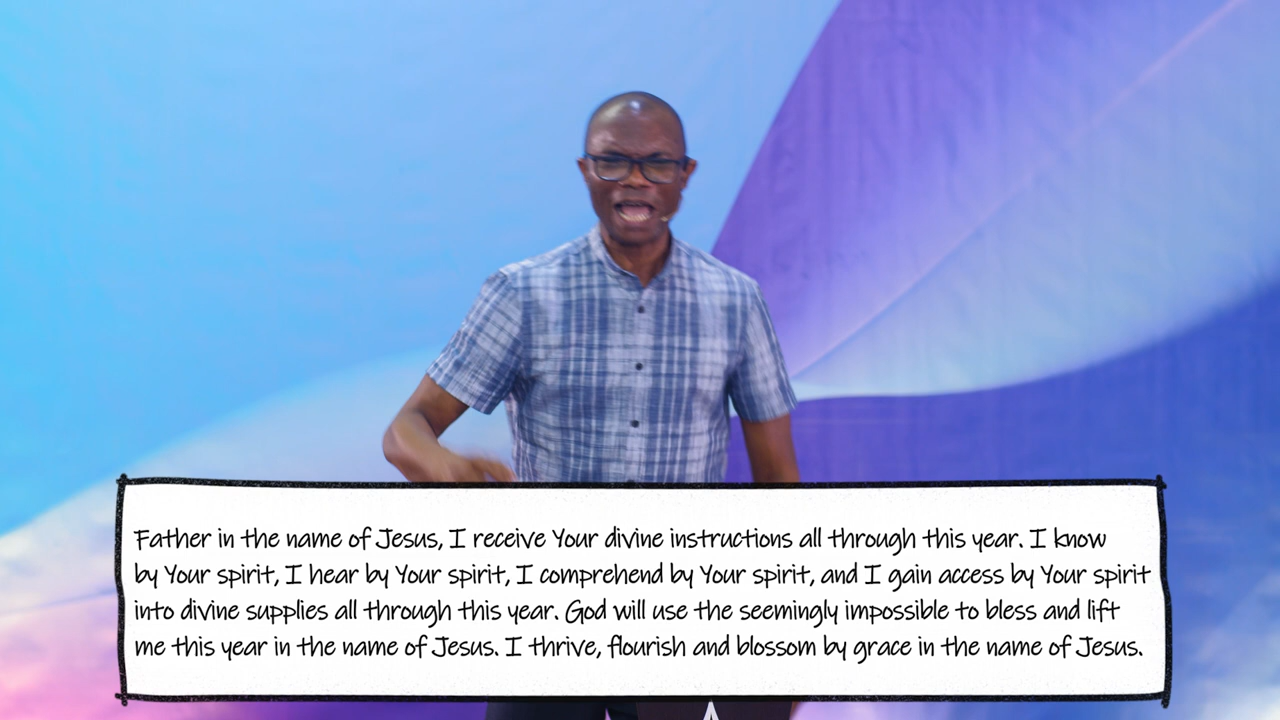 Father in the name of Jesus, I receive Your divine instructions all through this year. I know
by Your spirit, I hear by Your spirit, I comprehend by Your spirit, and I gain access by Your spirit
into divine supplies all through this year. God will use the seemingly impossible to bless and lift
me this year in the name of Jesus. I thrive, flourish and blossom by grace in the name of Jesus.